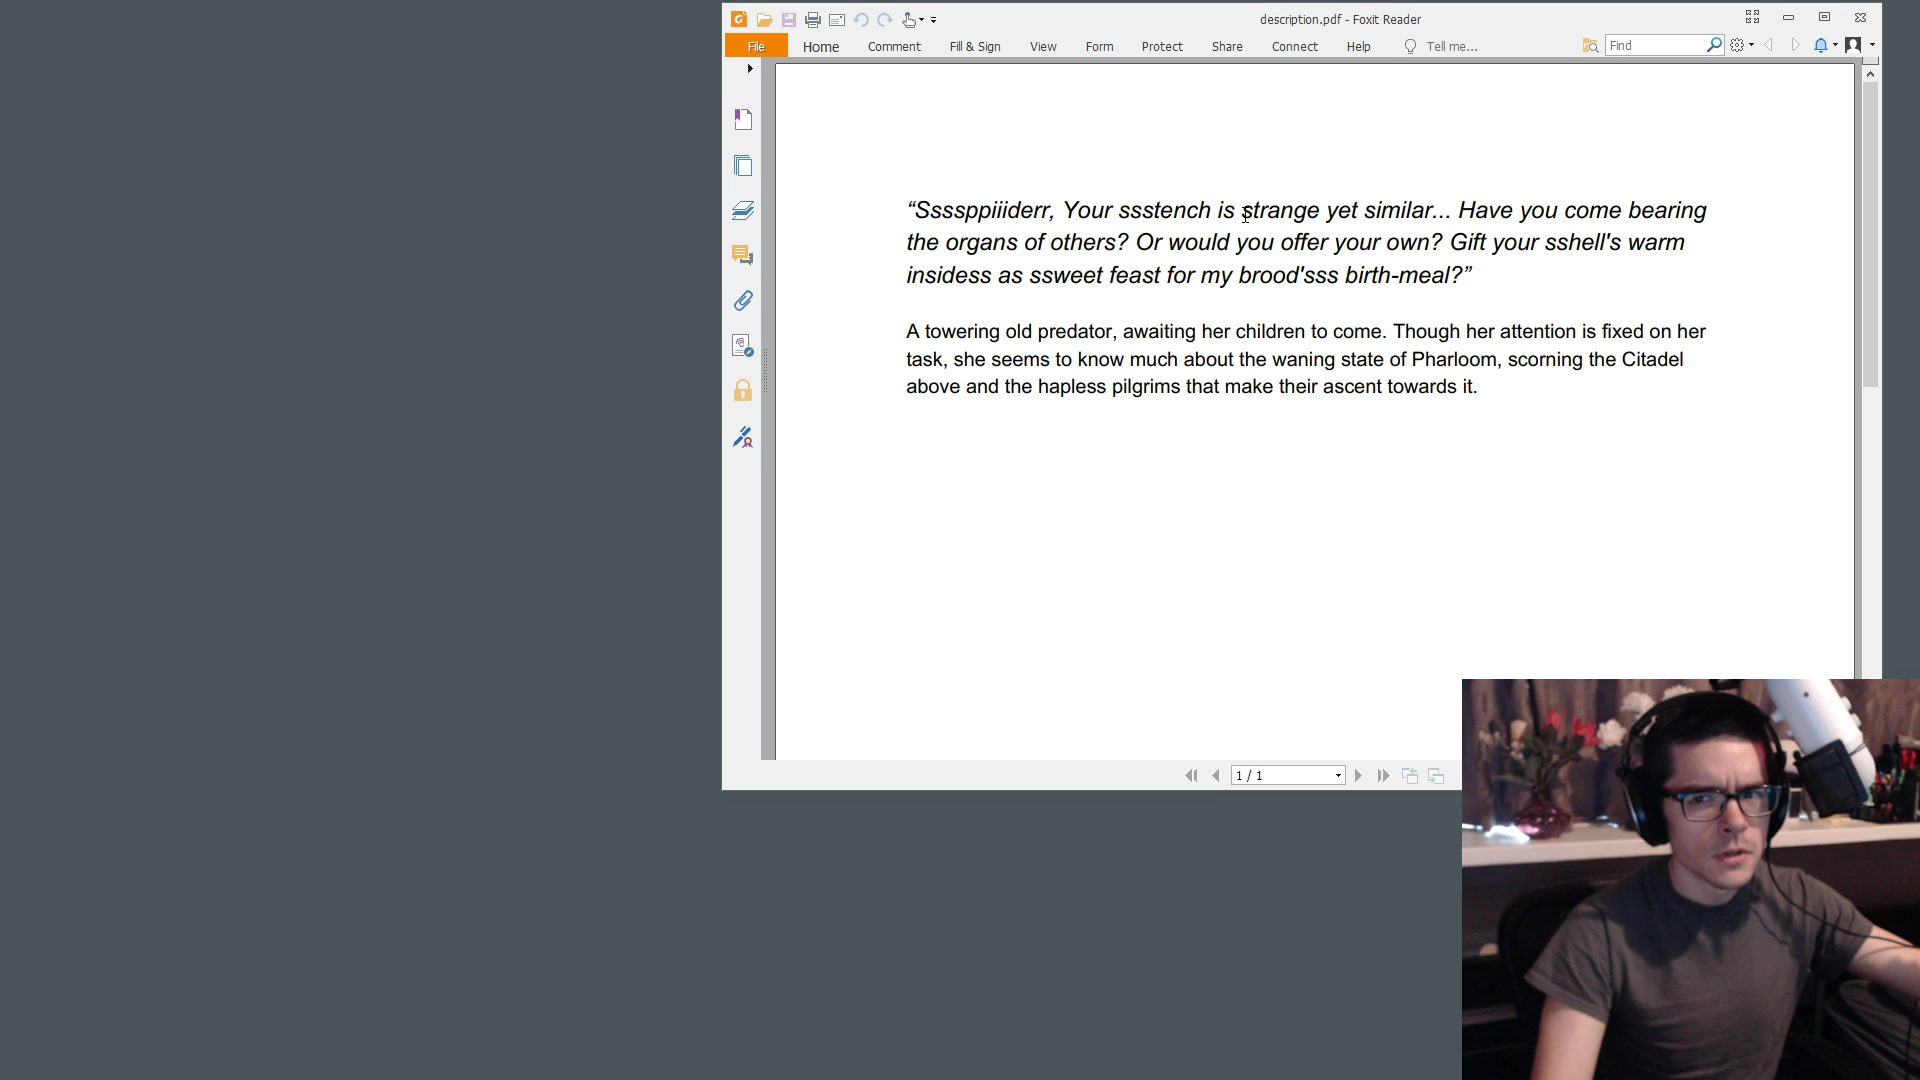 description.pdf - Foxit Reader
File Home Comment Fill & Sign View Form Protect Share Connect Help Tell me... Find
“Ssssppiiiderr, Your ssstench is strange yet similar... Have you come bearing
the organs of others? Or would you offer your own? Gift your sshell's warm
insidess as ssweet feast for my brood'sss birth-meal?”
A towering old predator, awaiting her children to come. Though her attention is fixed on her
task, she seems to know much about the waning state of Pharloom, scorning the Citadel
above and the hapless pilgrims that make their ascent towards it.
1 / 1